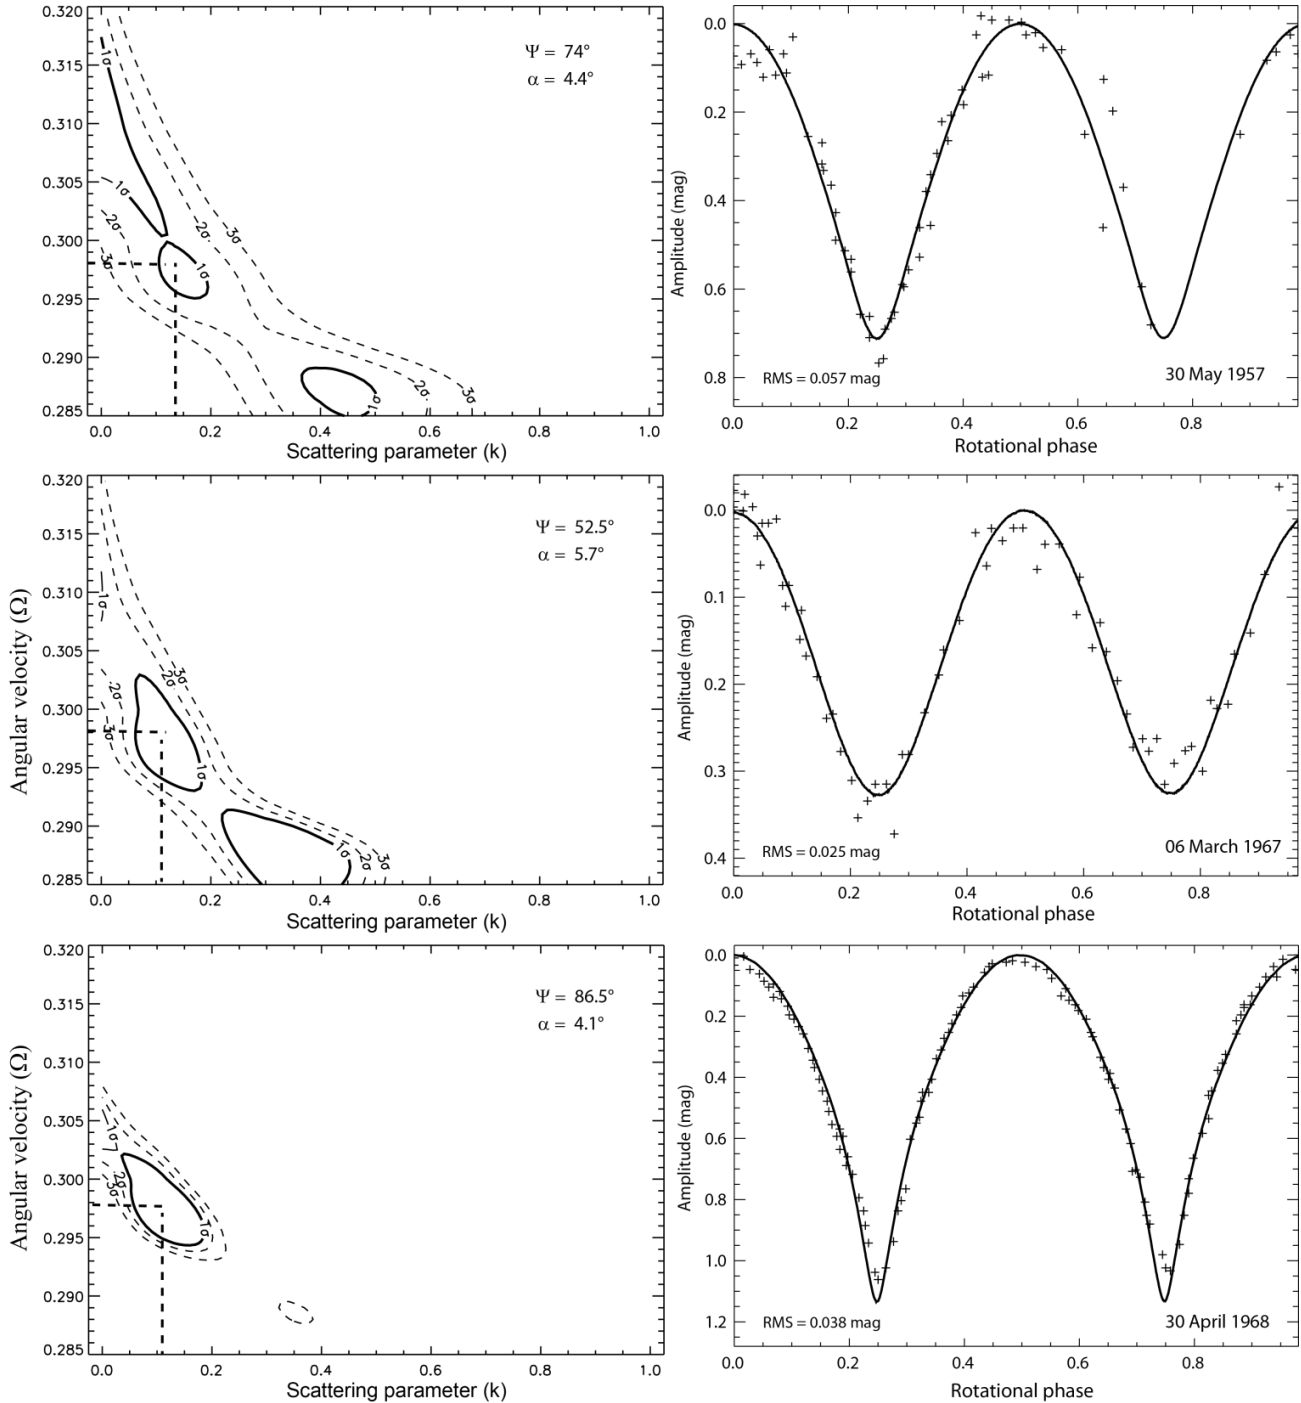 0.320
0.315
0.310
0.305
0.300
0.295
0.290
0.285
0.0 0.2 0.4 0.6 0.8 1.0
Scattering parameter (k)
Ψ = 74°
α = 4.4°
1σ
1σ
2σ
3σ
2σ
3σ
1σ
1σ
2σ
3σ
0.0
0.2
0.4
0.6
0.8
Amplitude (mag)
RMS = 0.057 mag
30 May 1957
0.0 0.2 0.4 0.6 0.8
Rotational phase
Angular velocity (Ω)
0.320
0.315
0.310
0.305
0.300
0.295
0.290
0.285
0.0 0.2 0.4 0.6 0.8 1.0
Scattering parameter (k)
Ψ = 52.5°
α = 5.7°
1σ
2σ
3σ
2σ
3σ
1σ
1σ
2σ
3σ
0.0
0.1
0.2
0.3
0.4
Amplitude (mag)
RMS = 0.025 mag
06 March 1967
0.0 0.2 0.4 0.6 0.8
Rotational phase
Angular velocity (Ω)
0.320
0.315
0.310
0.305
0.300
0.295
0.290
0.285
0.0 0.2 0.4 0.6 0.8 1.0
Scattering parameter (k)
Ψ = 86.5°
α = 4.1°
1σ
2σ
3σ
1σ
0.0
0.2
0.4
0.6
0.8
1.0
1.2
Amplitude (mag)
RMS = 0.038 mag
30 April 1968
0.0 0.2 0.4 0.6 0.8
Rotational phase